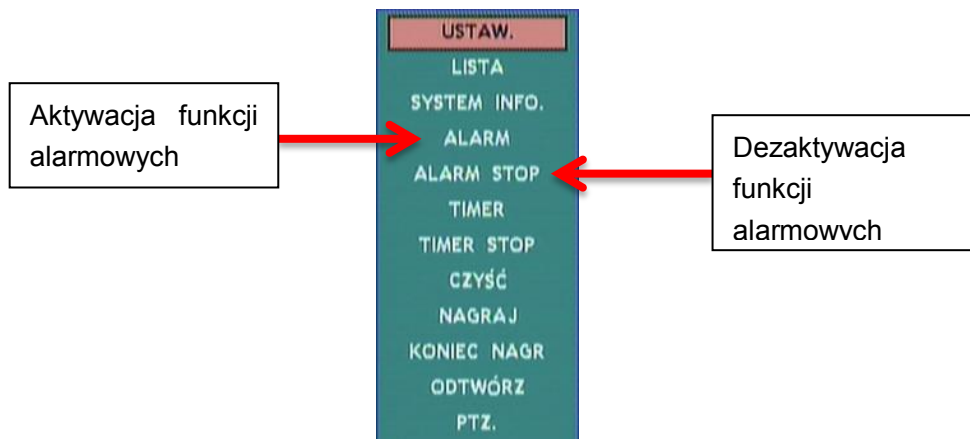 USTAW.
LISTA
SYSTEM INFO.
Aktywacja funkcji
alarmowych
ALARM
ALARM STOP
Dezaktywacja
funkcji
alarmowych
TIMER
TIMER STOP
CZYŚĆ
NAGRAJ
KONIEC NAGR
ODTWÓRZ
PTZ.